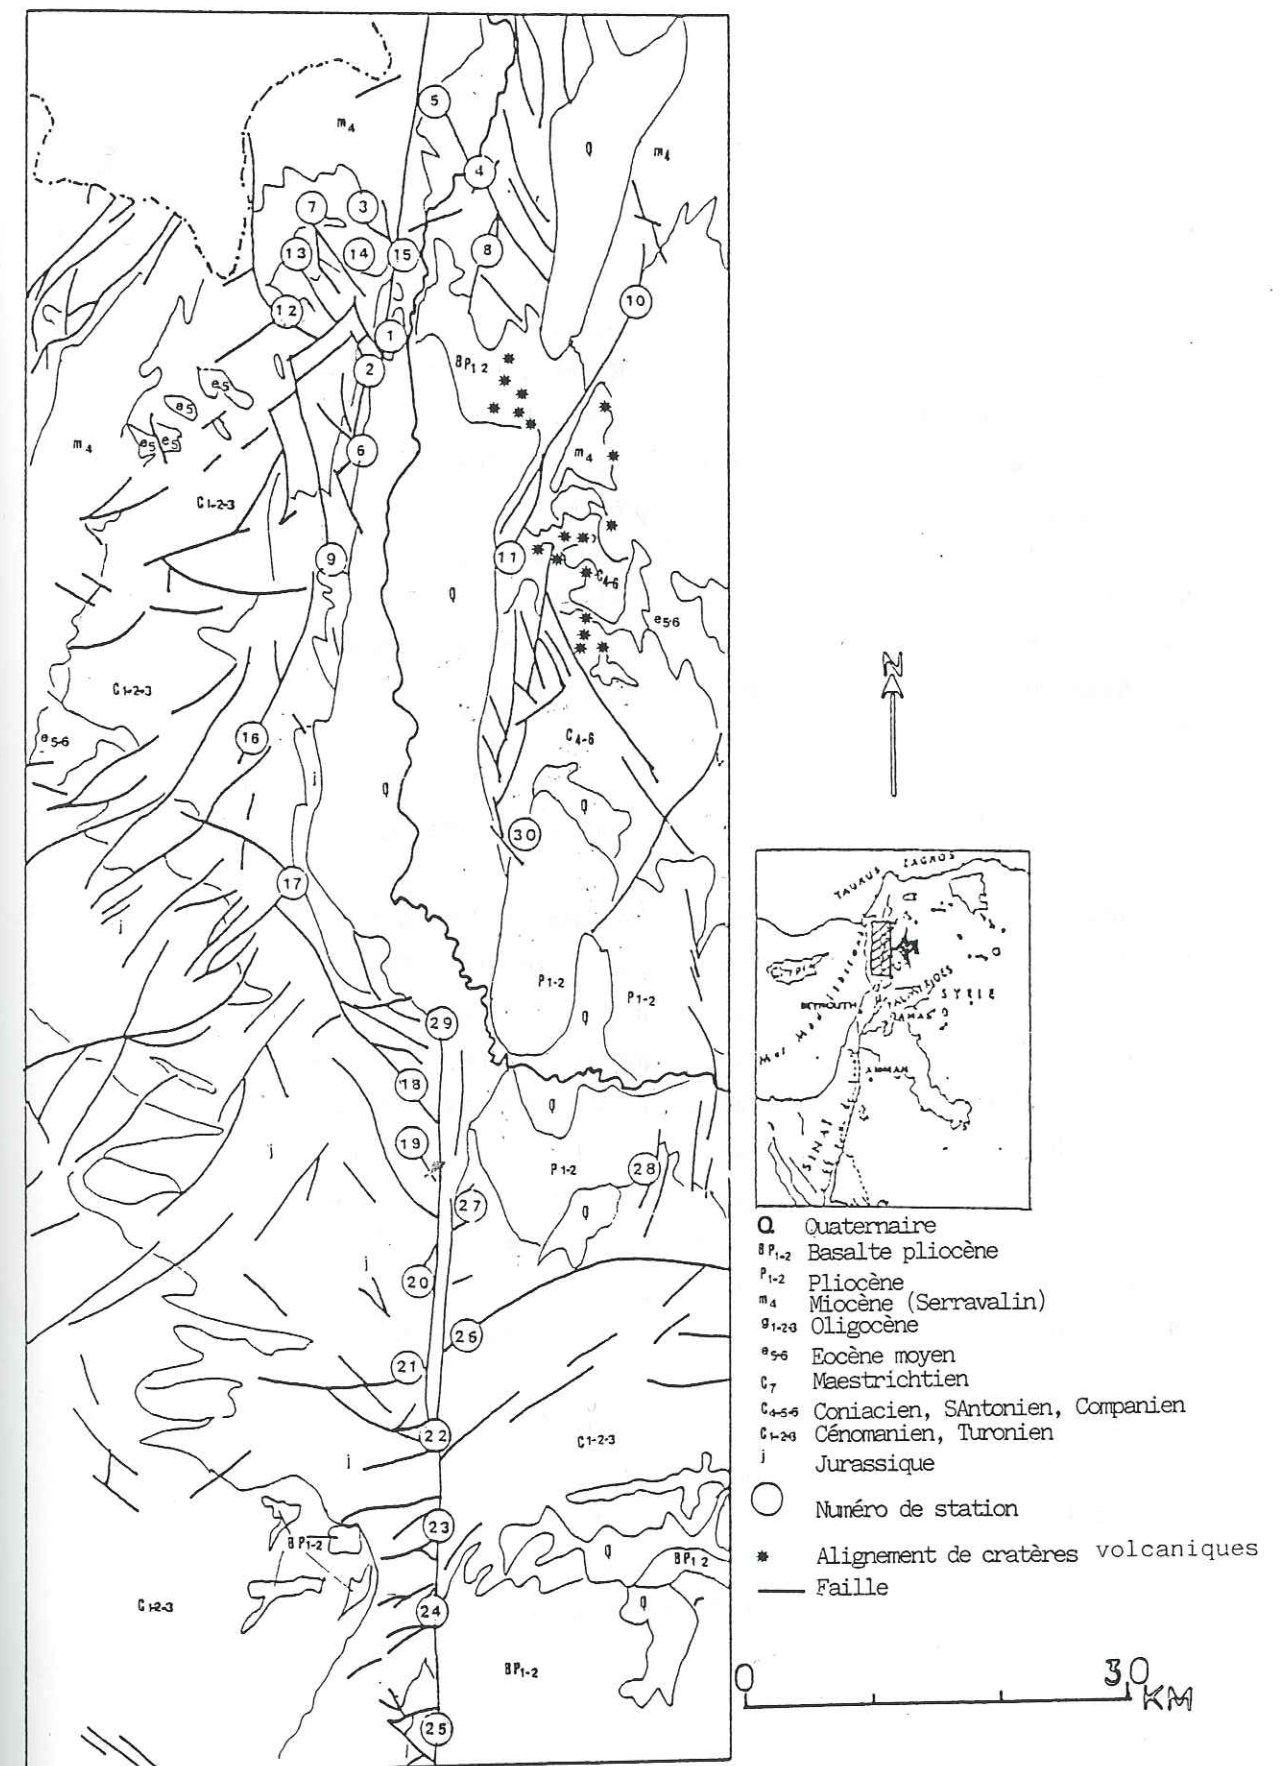 5
m4
Q
m4
4
7
3
13
14
15
8
12
10
1
BP1-2
2
e5
e5
e5
e5
m4
6
m4
C1-2-3
9
11
C4-6
Q
e5-6
C1-2-3
16
e5-6
C4-6
j
Q
Q
30
17
j
P1-2
P1-2
Q
29
18
Q
19
j
P1-2
28
27
Q
j
20
26
21
22
C1-2-3
j
23
BP1-2
Q
BP1-2
C1-2-3
24
Q
BP1-2
25
N
TAURUS
ZAGROS
BEYROUTH
PALMYRIDES
SYRIE
DAMAS
AMMAN
SINAI
Q Quaternaire
BP1-2 Basalte pliocène
P1-2 Pliocène
m4 Miocène (Serravalin)
g1-2-3 Oligocène
e5-6 Eocène moyen
C7 Maestrichtien
C4-5-6 Coniacien, SAntonien, Companien
C1-2-3 Cénomanien, Turonien
j Jurassique
Numéro de station
Alignement de cratères volcaniques
Faille
0 30
KM